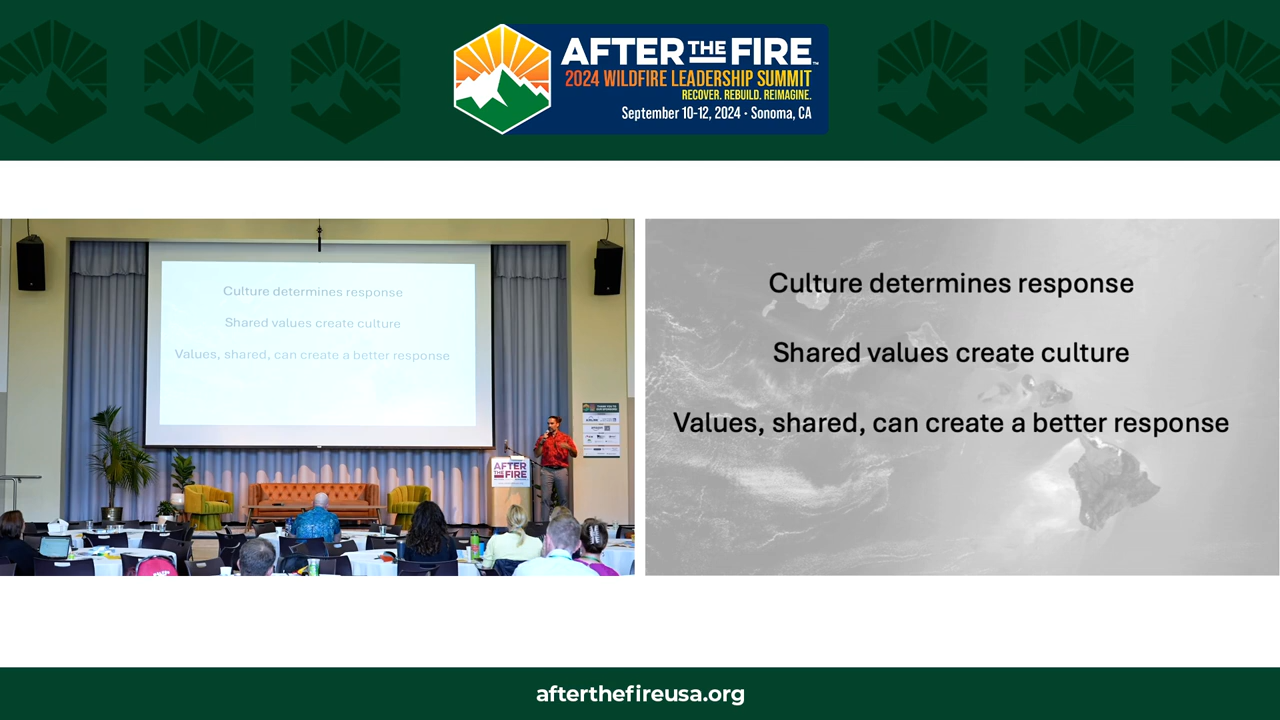 AFTER THE FIRE™
2024 WILDFIRE LEADERSHIP SUMMIT
RECOVER. REBUILD. REIMAGINE.
September 10-12, 2024 · Sonoma, CA
Culture determines response
Shared values create culture
Values, shared, can create a better response
AFTER
THE FIRE
Culture determines response
Shared values create culture
Values, shared, can create a better response
afterthefireusa.org